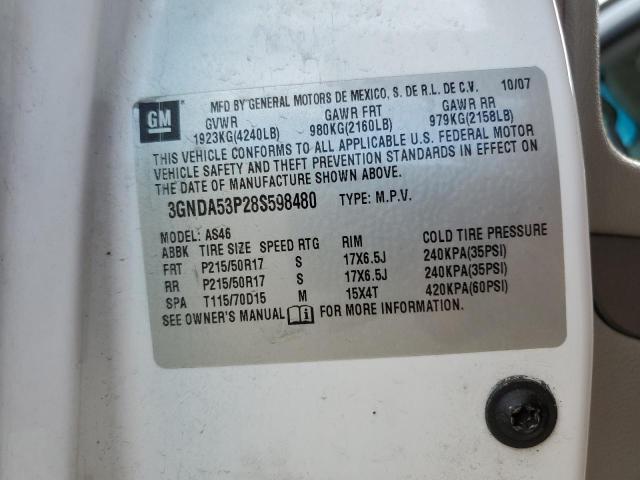 GM
MFD BY GENERAL MOTORS DE MEXICO, S. DE R.L. DE C.V. 10/07
GVWR GAWR FRT GAWR RR
1923KG(4240LB) 980KG(2160LB) 979KG(2158LB)
THIS VEHICLE CONFORMS TO ALL APPLICABLE U.S. FEDERAL MOTOR
VEHICLE SAFETY AND THEFT PREVENTION STANDARDS IN EFFECT ON
THE DATE OF MANUFACTURE SHOWN ABOVE.
3GNDA53P28S598480 TYPE: M.P.V.
MODEL: AS46
ABBK TIRE SIZE SPEED RTG RIM COLD TIRE PRESSURE
FRT P215/50R17 S 17X6.5J 240KPA(35PSI)
RR P215/50R17 S 17X6.5J 240KPA(35PSI)
SPA T115/70D15 M 15X4T 420KPA(60PSI)
SEE OWNER'S MANUAL FOR MORE INFORMATION.